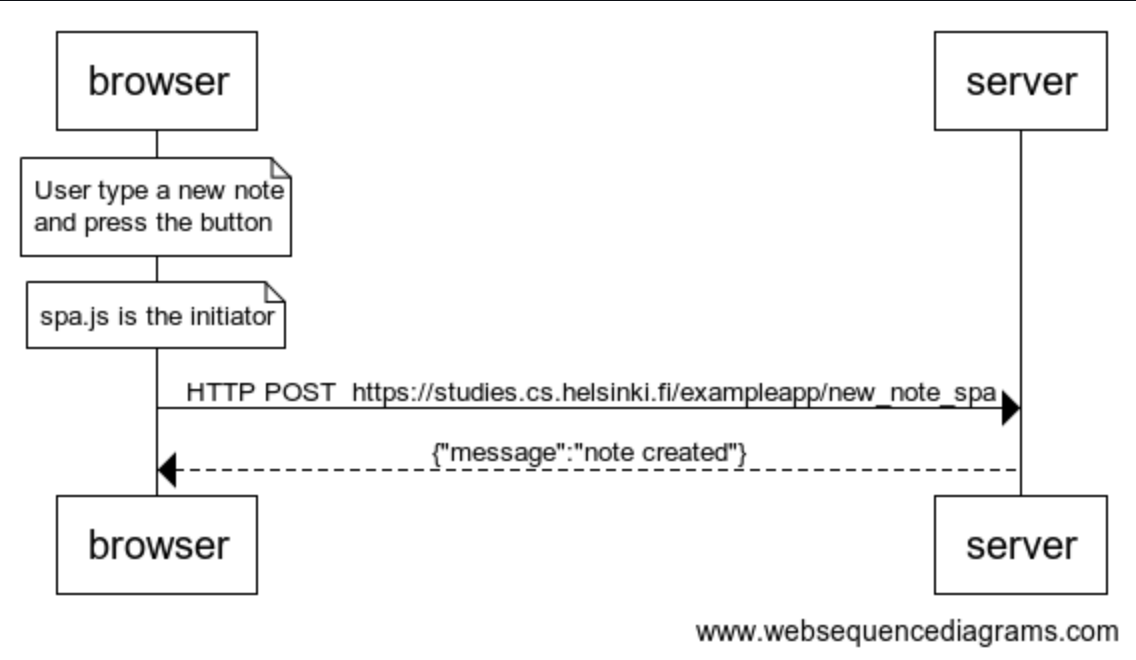 browser
server
User type a new note
and press the button
spa.js is the initiator
HTTP POST  https://studies.cs.helsinki.fi/exampleapp/new_note_spa
{"message":"note created"}
browser
server
www.websequencediagrams.com